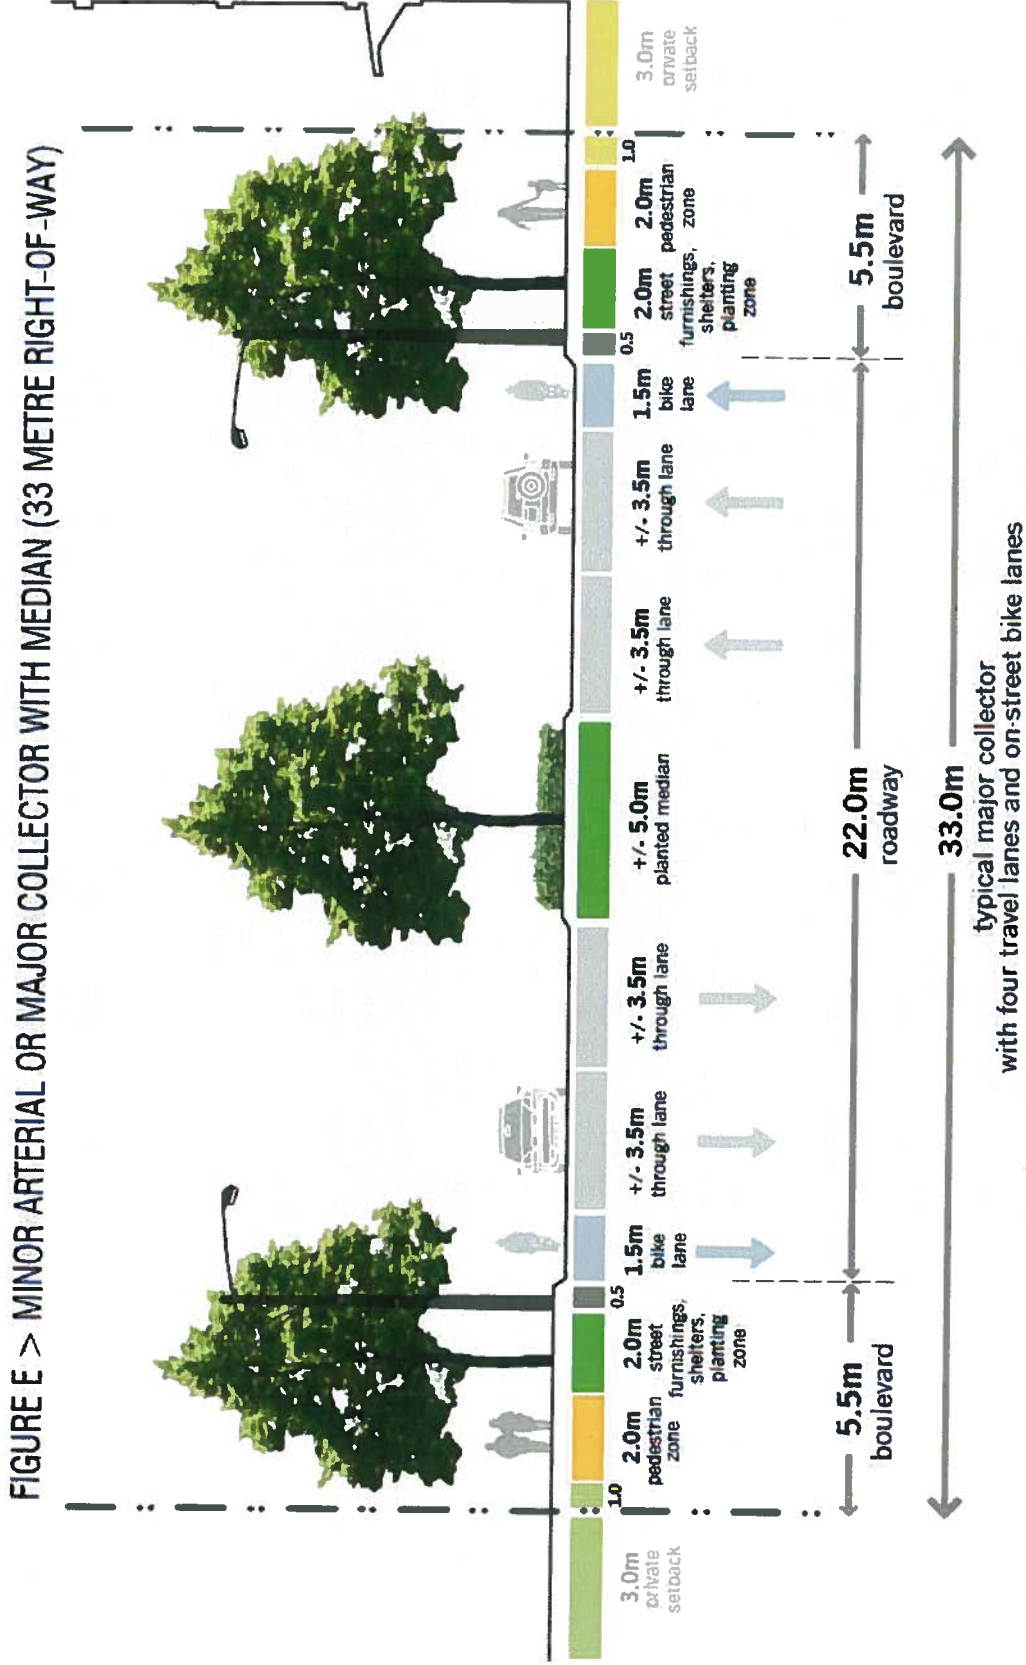 FIGURE E > MINOR ARTERIAL OR MAJOR COLLECTOR WITH MEDIAN (33 METRE RIGHT-OF-WAY)
3.0m
private
setback
1.0
2.0m
pedestrian
zone
2.0m
street
furnishings,
shelters,
planting
zone
0.5
1.5m
bike
lane
+/- 3.5m
through lane
+/- 3.5m
through lane
+/- 5.0m
planted median
+/- 3.5m
through lane
+/- 3.5m
through lane
1.5m
bike
lane
0.5
2.0m
street
furnishings,
shelters,
planting
zone
2.0m
pedestrian
zone
1.0
3.0m
private
setback
5.5m
boulevard
22.0m
roadway
5.5m
boulevard
33.0m
typical major collector
with four travel lanes and on-street bike lanes